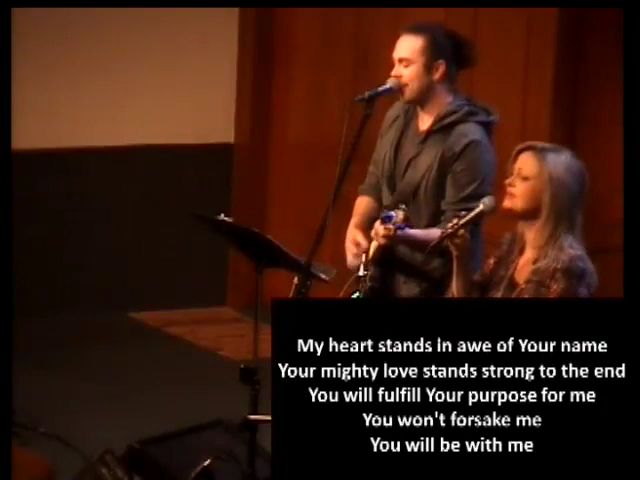 My heart stands in awe of Your name
Your mighty love stands strong to the end
You will fulfill Your purpose for me
You won't forsake me
You will be with me